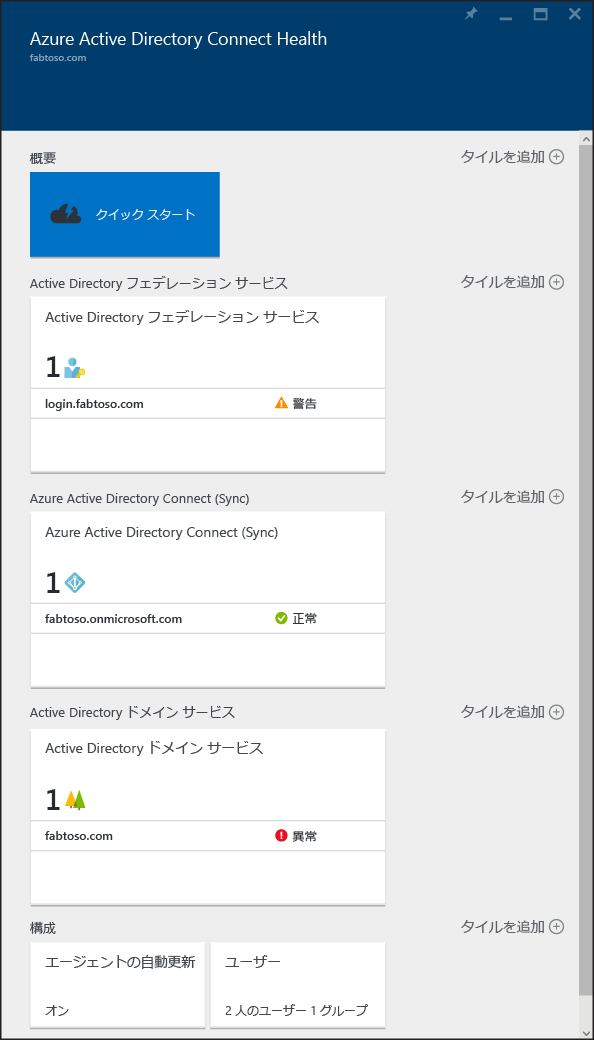 Azure Active Directory Connect Health
fabtoso.com
概要
タイルを追加
クイック スタート
Active Directory フェデレーション サービス
タイルを追加
Active Directory フェデレーション サービス
1
login.fabtoso.com 警告
Azure Active Directory Connect (Sync)
タイルを追加
Azure Active Directory Connect (Sync)
1
fabtoso.onmicrosoft.com 正常
Active Directory ドメイン サービス
タイルを追加
Active Directory ドメイン サービス
1
fabtoso.com 異常
構成
タイルを追加
エージェントの自動更新
オン
ユーザー
2 人のユーザー 1 グループ